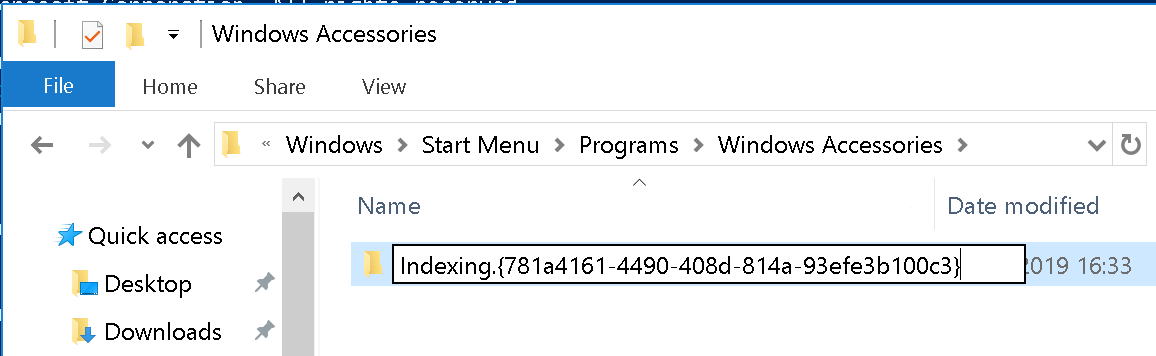 Windows Accessories
File Home Share View
« Windows > Start Menu > Programs > Windows Accessories >
Name Date modified
Quick access
Indexing.{781a4161-4490-408d-814a-93efe3b100c3} 2019 16:33
Desktop
Downloads